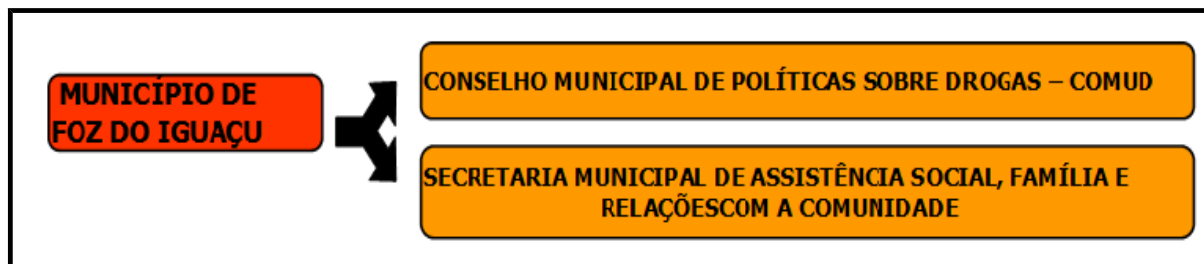 MUNICÍPIO DE
FOZ DO IGUAÇU
CONSELHO MUNICIPAL DE POLÍTICAS SOBRE DROGAS – COMUD
SECRETARIA MUNICIPAL DE ASSISTÊNCIA SOCIAL, FAMÍLIA E
RELAÇÕESCOM A COMUNIDADE